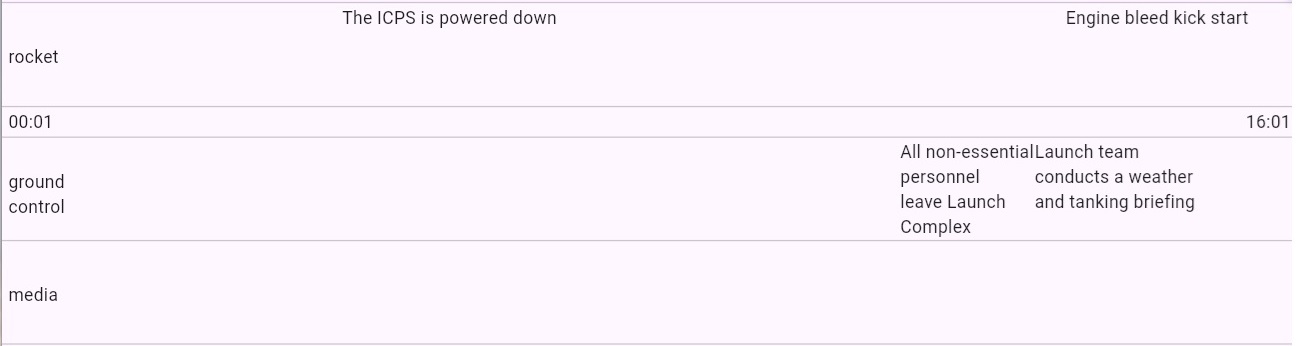 The ICPS is powered down
Engine bleed kick start
rocket
00:01
16:01
ground
control
All non-essential
personnel
leave Launch
Complex
Launch team
conducts a weather
and tanking briefing
media